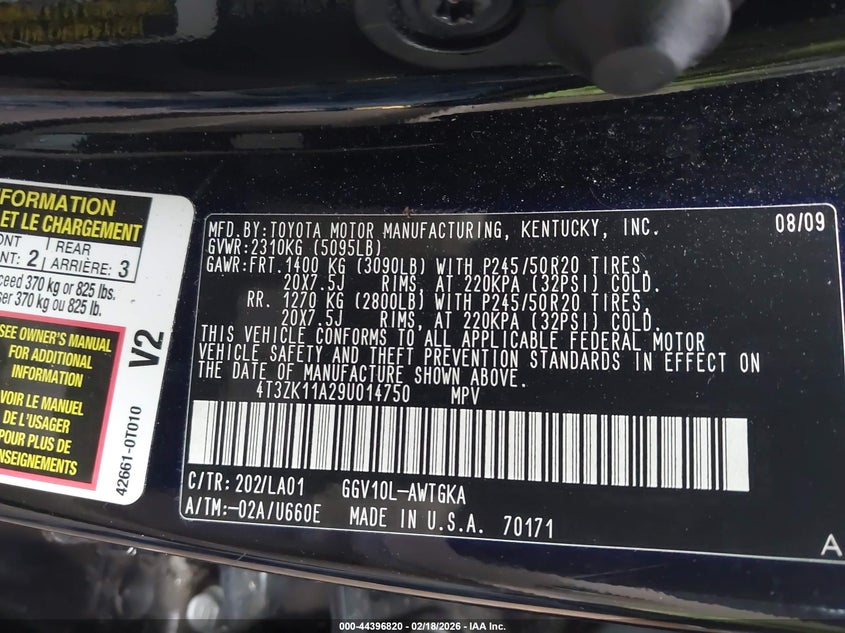 FORMATION
ET LE CHARGEMENT
REAR
ANT: 2 ARRIÈRE: 3
ceed 370 kg or 825 lbs.
ser 370 kg ou 825 lb.
SEE OWNER'S MANUAL
FOR ADDITIONAL
INFORMATION
VOIR LE MANUEL
DE L'USAGER
POUR PLUS DE
ENSEIGNEMENTS
V2
42661-0T010
MFD.BY:TOYOTA MOTOR MANUFACTURING, KENTUCKY, INC. 08/09
GVWR:2310KG (5095LB)
GAWR:FRT.1400 KG (3090LB) WITH P245/50R20 TIRES,
20X7.5J RIMS, AT 220KPA (32PSI) COLD.
RR. 1270 KG (2800LB) WITH P245/50R20 TIRES,
20X7.5J RIMS, AT 220KPA (32PSI) COLD.
THIS VEHICLE CONFORMS TO ALL APPLICABLE FEDERAL MOTOR
VEHICLE SAFETY AND THEFT PREVENTION STANDARDS IN EFFECT ON
THE DATE OF MANUFACTURE SHOWN ABOVE.
4T3ZK11A29U014750 MPV
C/TR: 202/LA01 GGV10L-AWTGKA
A/TM:-02A/U660E MADE IN U.S.A. 70171
A
000-44396820 - 02/18/2026 - IAA Inc.